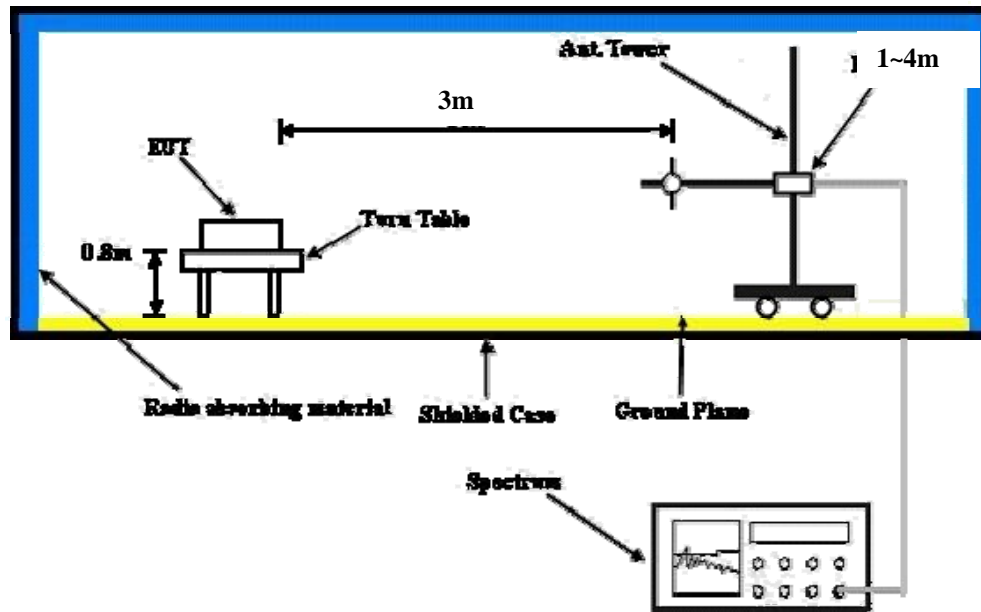 Ant. Tower
1~4m
3m
EUT
Turn Table
0.8m
Radio absorbing material
Shielded Case
Ground Plane
Spectrum